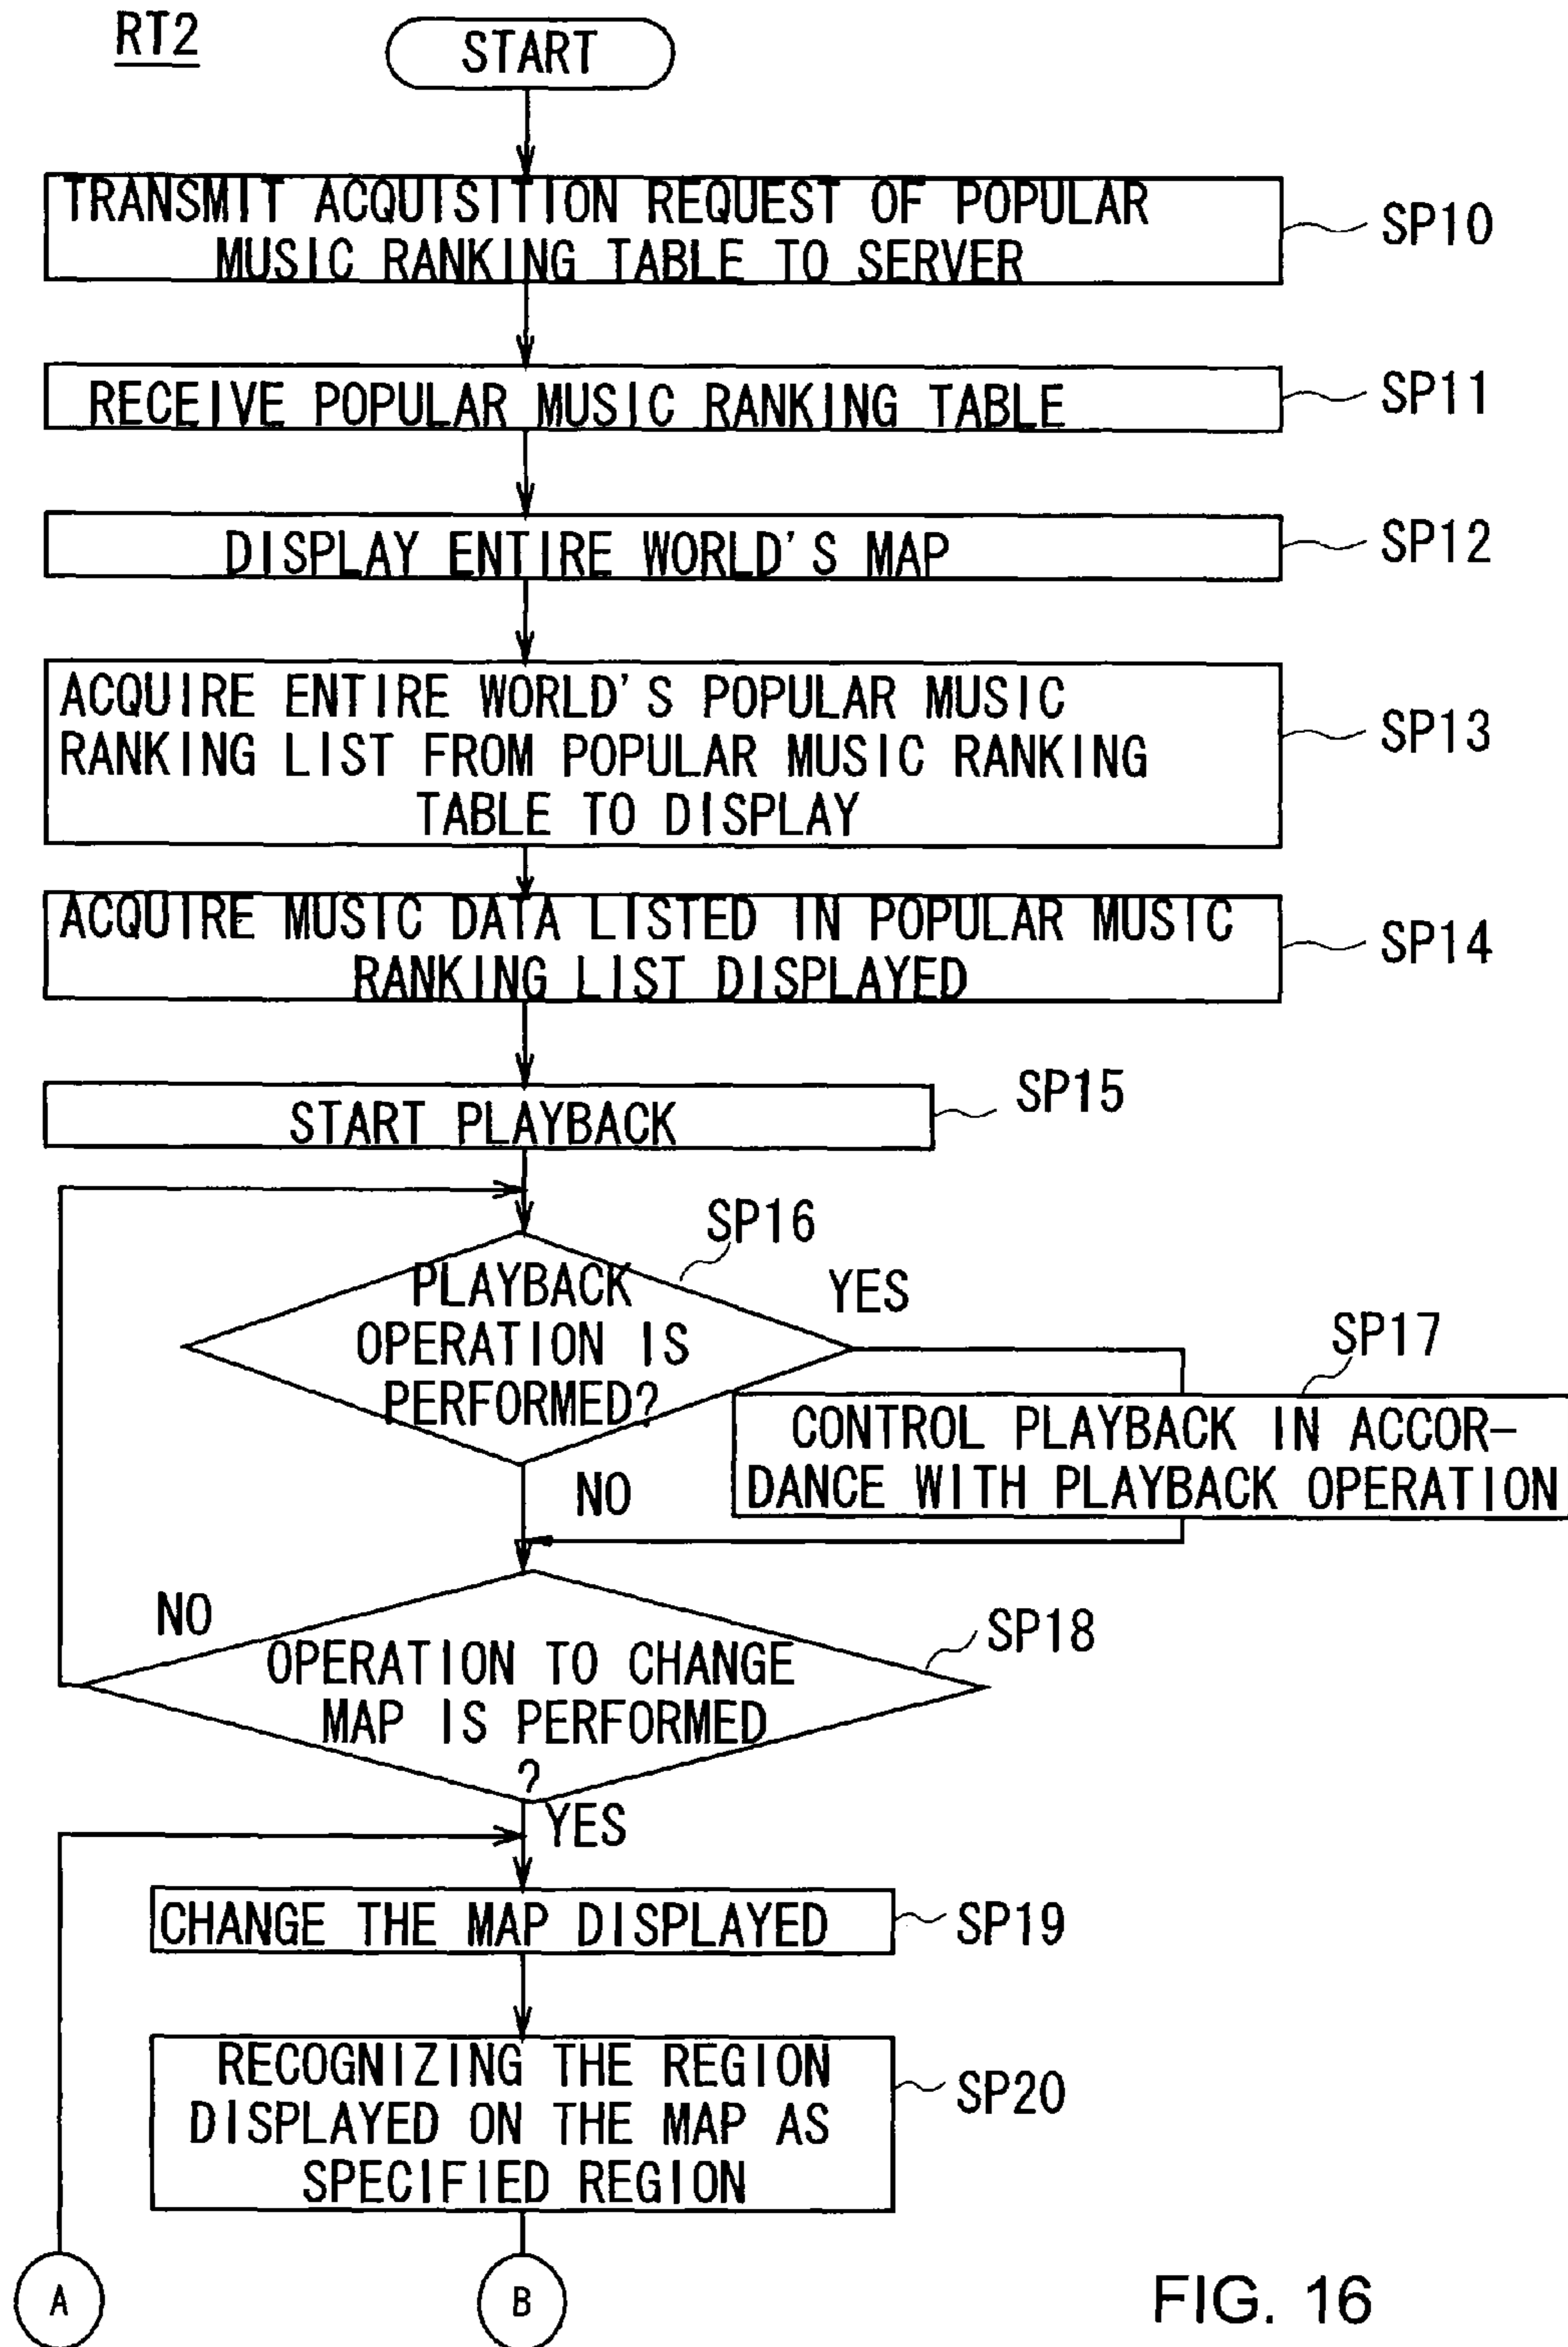 RT2
START
TRANSMIT ACQUISITION REQUEST OF POPULAR
MUSIC RANKING TABLE TO SERVER
SP10
RECEIVE POPULAR MUSIC RANKING TABLE
SP11
DISPLAY ENTIRE WORLD'S MAP
SP12
ACQUIRE ENTIRE WORLD'S POPULAR MUSIC
RANKING LIST FROM POPULAR MUSIC RANKING
TABLE TO DISPLAY
SP13
ACQUIRE MUSIC DATA LISTED IN POPULAR MUSIC
RANKING LIST DISPLAYED
SP14
START PLAYBACK
SP15
SP16
PLAYBACK
OPERATION IS
PERFORMED?
YES
SP17
CONTROL PLAYBACK IN ACCOR-
DANCE WITH PLAYBACK OPERATION
NO
NO
OPERATION TO CHANGE
MAP IS PERFORMED
?
SP18
YES
CHANGE THE MAP DISPLAYED
SP19
RECOGNIZING THE REGION
DISPLAYED ON THE MAP AS
SPECIFIED REGION
SP20
A
B
FIG. 16